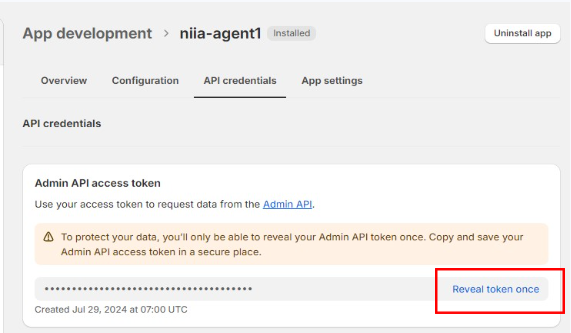 App development > niia-agent1 Installed Uninstall app
Overview Configuration API credentials App settings
API credentials
Admin API access token
Use your access token to request data from the Admin API.
To protect your data, you'll only be able to reveal your Admin API token once. Copy and save your
Admin API access token in a secure place.
•••••••••••••••••••••••••••••••••••••• Reveal token once
Created Jul 29, 2024 at 07:00 UTC